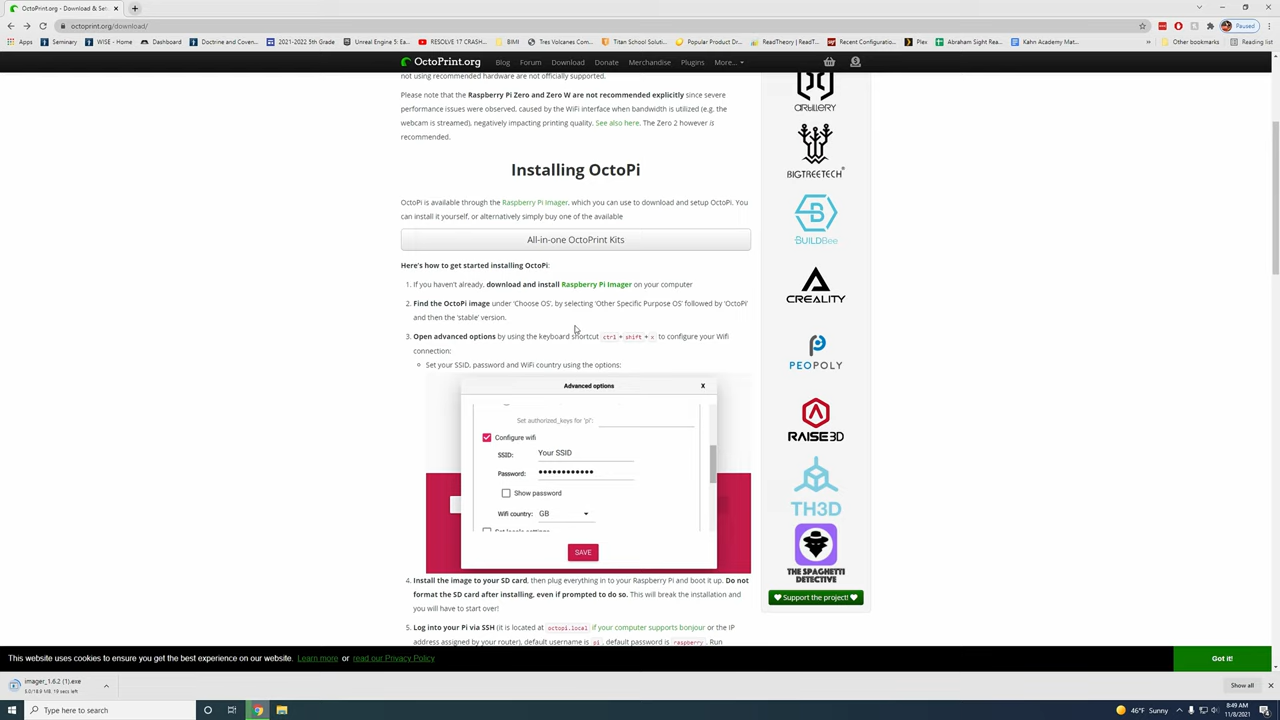 OctoPrint.org - Download & Set
octoprint.org/download/
Paused
Apps
Seminary
WISE - Home
Dashboard
Doctrine and Coven...
2021-2022 5th Grade
Unreal Engine 5: Ea...
RESOLVE 17 CRASH...
BIMI
Tres Volcanes Com...
Titan School Solutio...
Popular Product Dr...
ReadTheory | ReadT...
Recent Configuratio...
Plex
Abraham Sight Rea...
Kahn Academy Mat...
»
Other bookmarks
Reading list
OctoPrint.org
Blog
Forum
Download
Donate
Merchandise
Plugins
More...
not using recommended hardware are not officially supported.
Please note that the Raspberry Pi Zero and Zero W are not recommended explicitly since severe
performance issues were observed, caused by the WiFi interface when bandwidth is utilized (e.g. the
webcam is streamed), negatively impacting printing quality. See also here. The Zero 2 however is
recommended.
Installing OctoPi
OctoPi is available through the Raspberry Pi Imager, which you can use to download and setup OctoPi. You
can install it yourself, or alternatively simply buy one of the available
All-in-one OctoPrint Kits
Here's how to get started installing OctoPi:
1. If you haven't already, download and install Raspberry Pi Imager on your computer
2. Find the OctoPi image under 'Choose OS', by selecting 'Other Specific Purpose OS' followed by 'OctoPi'
and then the 'stable' version.
3. Open advanced options by using the keyboard shortcut ctrl + shift + x to configure your Wifi
connection:
Set your SSID, password and WiFi country using the options:
Advanced options
X
Set authorized_keys for 'pi':
Configure wifi
SSID: Your SSID
Password: ••••••••••••
Show password
Wifi country: GB
SAVE
4. Install the image to your SD card, then plug everything in to your Raspberry Pi and boot it up. Do not
format the SD card after installing, even if prompted to do so. This will break the installation and
you will have to start over!
5. Log into your Pi via SSH (it is located at octopi.local if your computer supports bonjour or the IP
address assigned by your router), default username is pi, default password is raspberry. Run
ARTILLERY
BIGTREETECH
BUILDBEE
CREALITY
PEOPOLY
RAISE3D
TH3D
THE SPAGHETTI
DETECTIVE
Support the project!
This website uses cookies to ensure you get the best experience on our website. Learn more or read our Privacy Policy
Got it!
imager_1.6.2 (1).exe
Show all
Type here to search
46°F Sunny
8:49 AM
11/8/2021